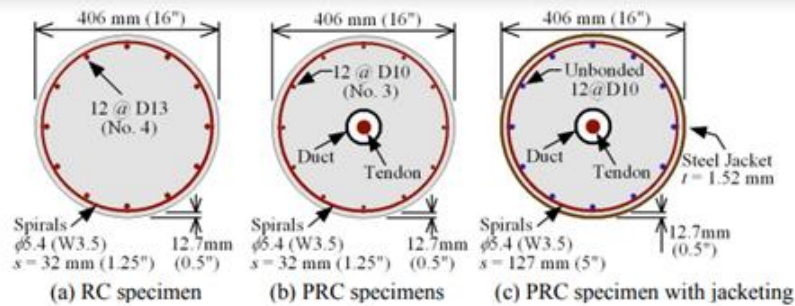 406 mm (16")
12 @ D13
(No. 4)
Spirals
ϕ5.4 (W3.5)
s = 32 mm (1.25")
12.7mm
(0.5")
(a) RC specimen
406 mm (16")
12 @ D10
(No. 3)
Duct
Tendon
Spirals
ϕ5.4 (W3.5)
s = 32 mm (1.25")
12.7mm
(0.5")
(b) PRC specimens
406 mm (16")
Unbonded
12@D10
Duct
Tendon
Steel Jacket
t = 1.52 mm
Spirals
ϕ5.4 (W3.5)
s = 127 mm (5")
12.7mm
(0.5")
(c) PRC specimen with jacketing